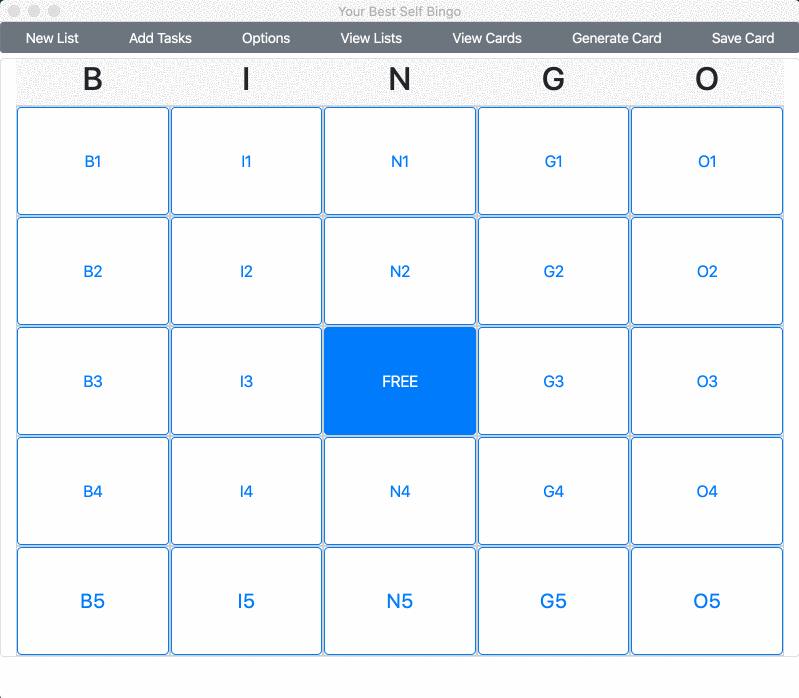 Your Best Self Bingo
New List Add Tasks Options View Lists View Cards Generate Card Save Card
B I N G O
B1 I1 N1 G1 O1
B2 I2 N2 G2 O2
B3 I3 FREE G3 O3
B4 I4 N4 G4 O4
B5 I5 N5 G5 O5